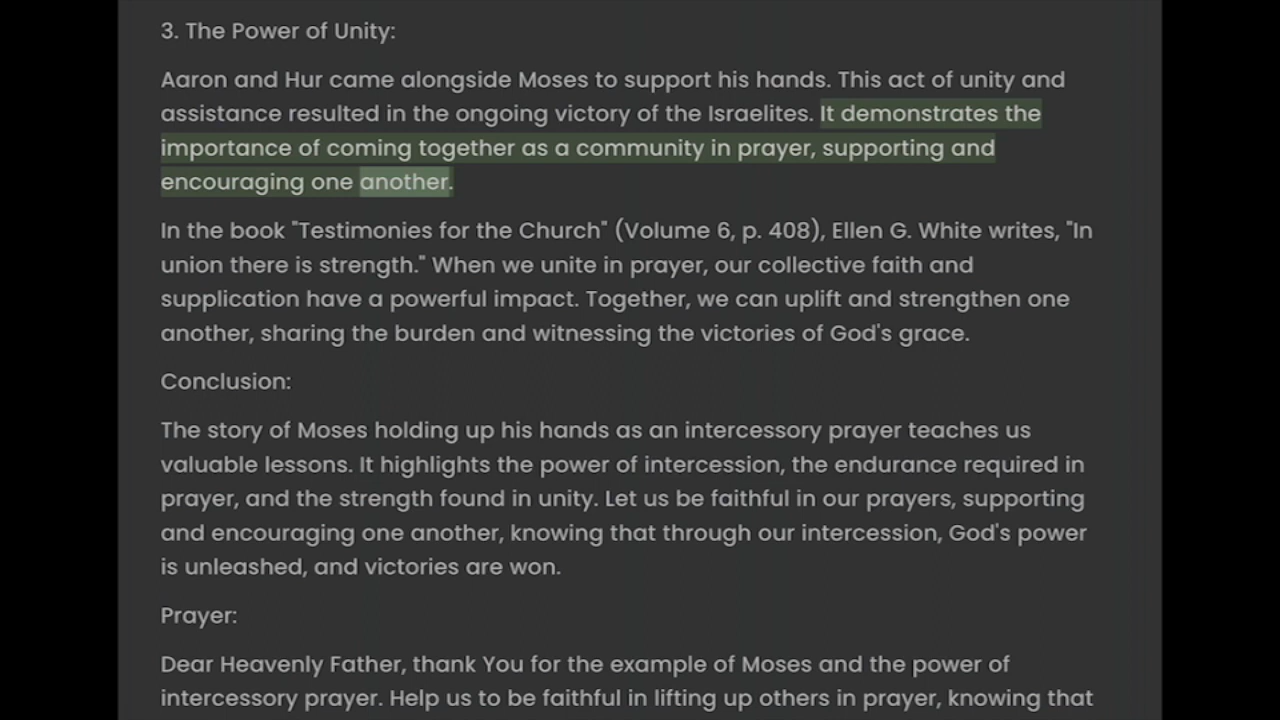 3. The Power of Unity:
Aaron and Hur came alongside Moses to support his hands. This act of unity and
assistance resulted in the ongoing victory of the Israelites. It demonstrates the
importance of coming together as a community in prayer, supporting and
encouraging one another.
In the book "Testimonies for the Church" (Volume 6, p. 408), Ellen G. White writes, "In
union there is strength." When we unite in prayer, our collective faith and
supplication have a powerful impact. Together, we can uplift and strengthen one
another, sharing the burden and witnessing the victories of God's grace.
Conclusion:
The story of Moses holding up his hands as an intercessory prayer teaches us
valuable lessons. It highlights the power of intercession, the endurance required in
prayer, and the strength found in unity. Let us be faithful in our prayers, supporting
and encouraging one another, knowing that through our intercession, God's power
is unleashed, and victories are won.
Prayer:
Dear Heavenly Father, thank You for the example of Moses and the power of
intercessory prayer. Help us to be faithful in lifting up others in prayer, knowing that